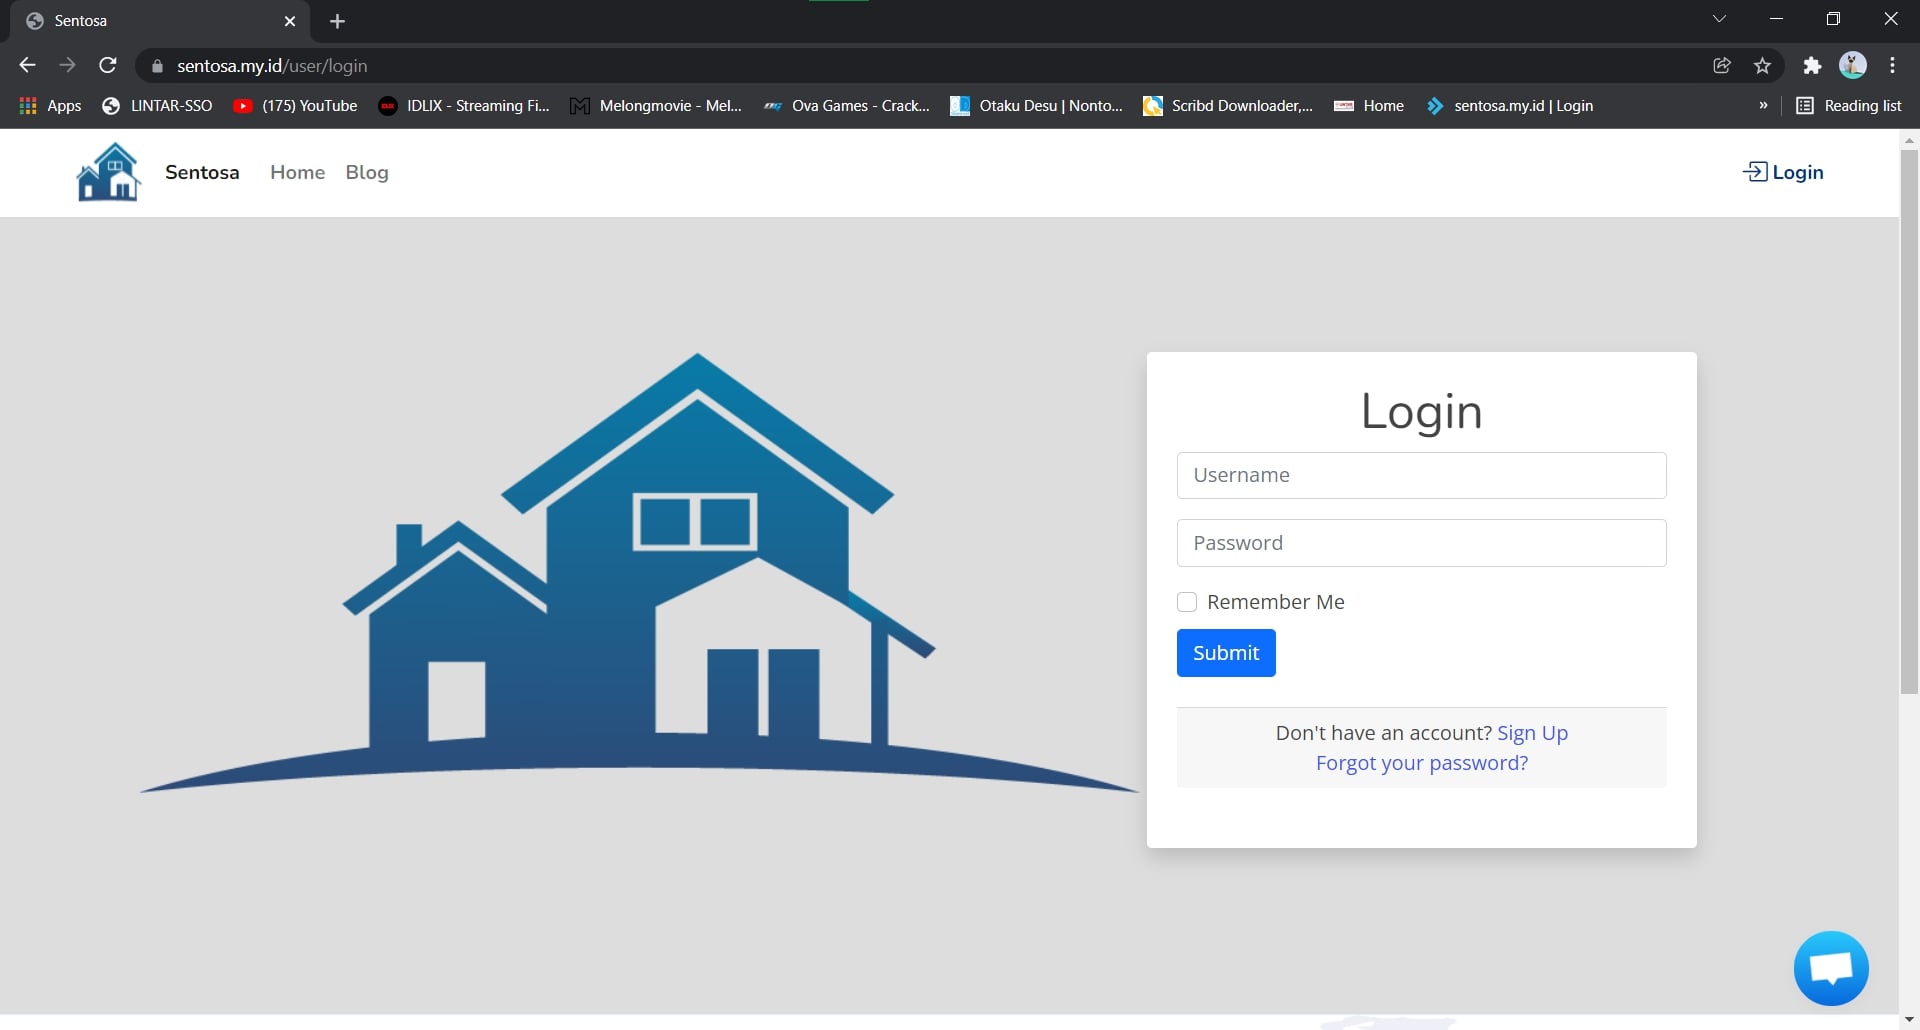 Sentosa
sentosa.my.id/user/login
Apps LINTAR-SSO (175) YouTube IDLIX - Streaming Fi... Melongmovie - Mel... Ova Games - Crack... Otaku Desu | Nonto... Scribd Downloader,... Home sentosa.my.id | Login » Reading list
Sentosa Home Blog Login
Login
Username
Password
Remember Me
Submit
Don't have an account? Sign Up
Forgot your password?